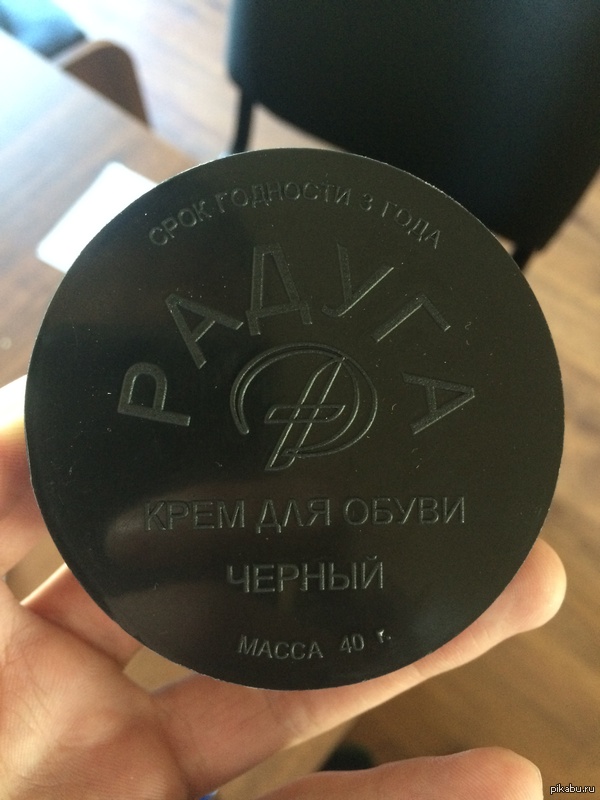 СРОК ГОДНОСТИ 3 ГОДА
РАДУГА
КРЕМ ДЛЯ ОБУВИ
ЧЕРНЫЙ
МАССА 40 г.
pikabu.ru